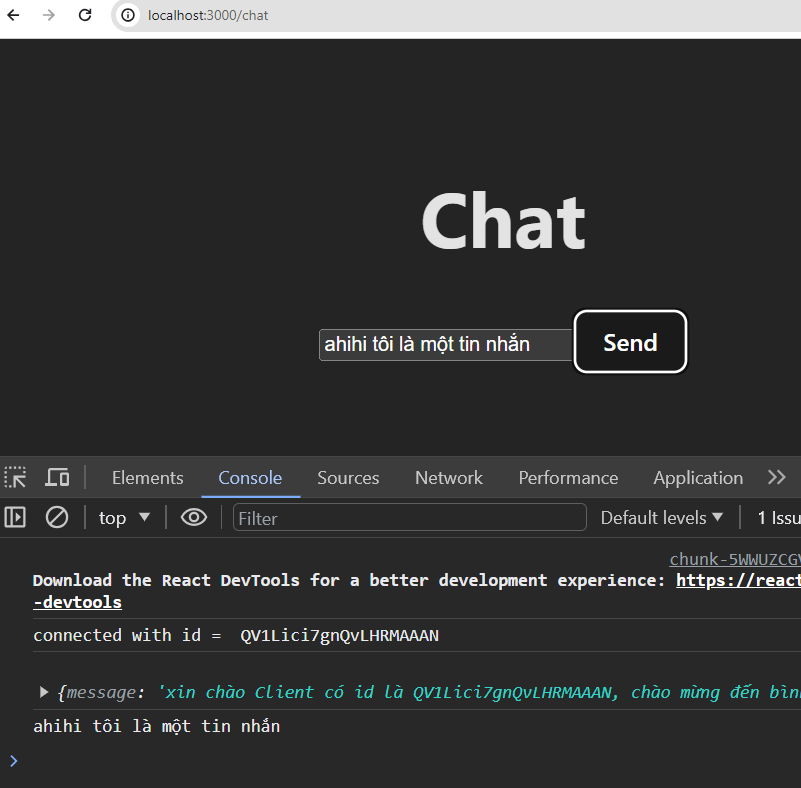 localhost:3000/chat
Chat
ahihi tôi là một tin nhắn Send
Elements Console Sources Network Performance Application
top Filter Default levels 1 Issu
chunk-5WWUZCG
Download the React DevTools for a better development experience: https://react
-devtools
connected with id = QV1Lici7gnQvLHRMAAAN
{message: 'xin chào Client có id là QV1Lici7gnQvLHRMAAAN, chào mừng đến bìn
ahihi tôi là một tin nhắn